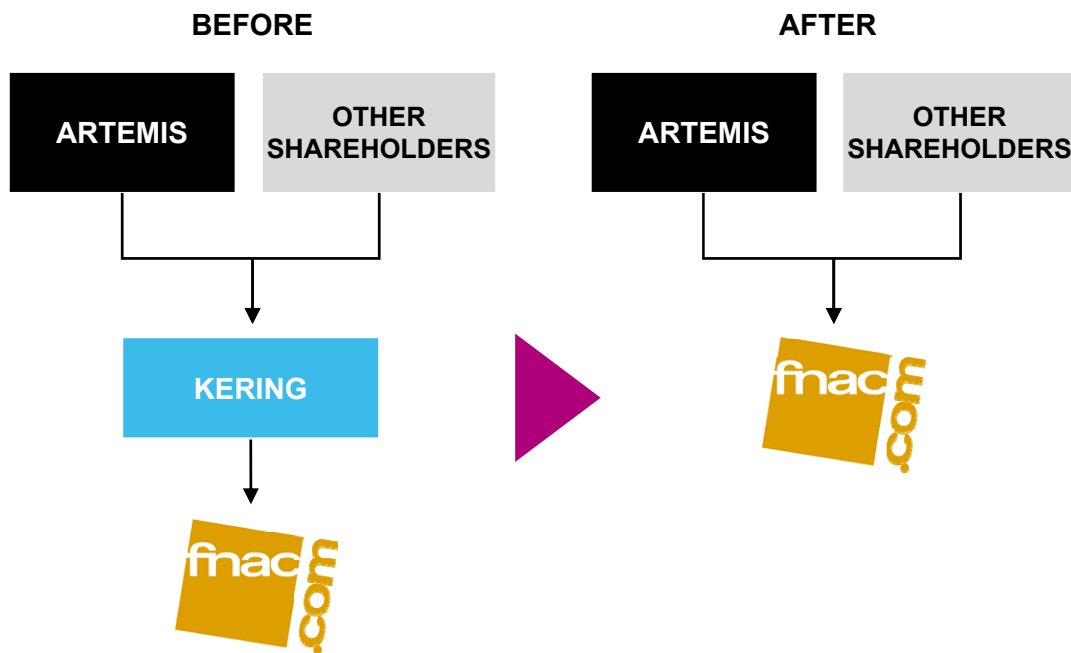 BEFORE
AFTER
ARTEMIS
OTHER
SHAREHOLDERS
ARTEMIS
OTHER
SHAREHOLDERS
KERING
fnac
.com
fnac
.com